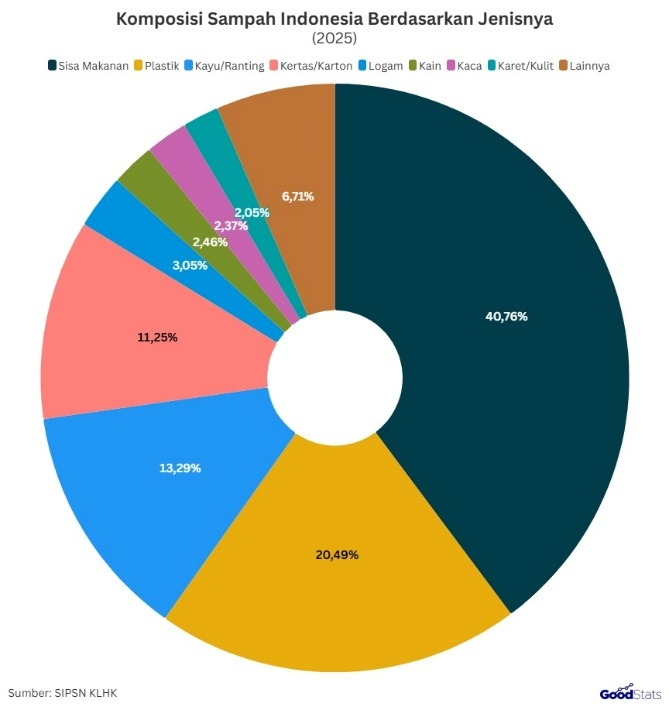 Komposisi Sampah Indonesia Berdasarkan Jenisnya
(2025)
Sisa Makanan Plastik Kayu/Ranting Kertas/Karton Logam Kain Kaca Karet/Kulit Lainnya
6,71%
2,05%
2,37%
2,46%
3,05%
40,76%
11,25%
13,29%
20,49%
Sumber: SIPSN KLHK
GoodStats